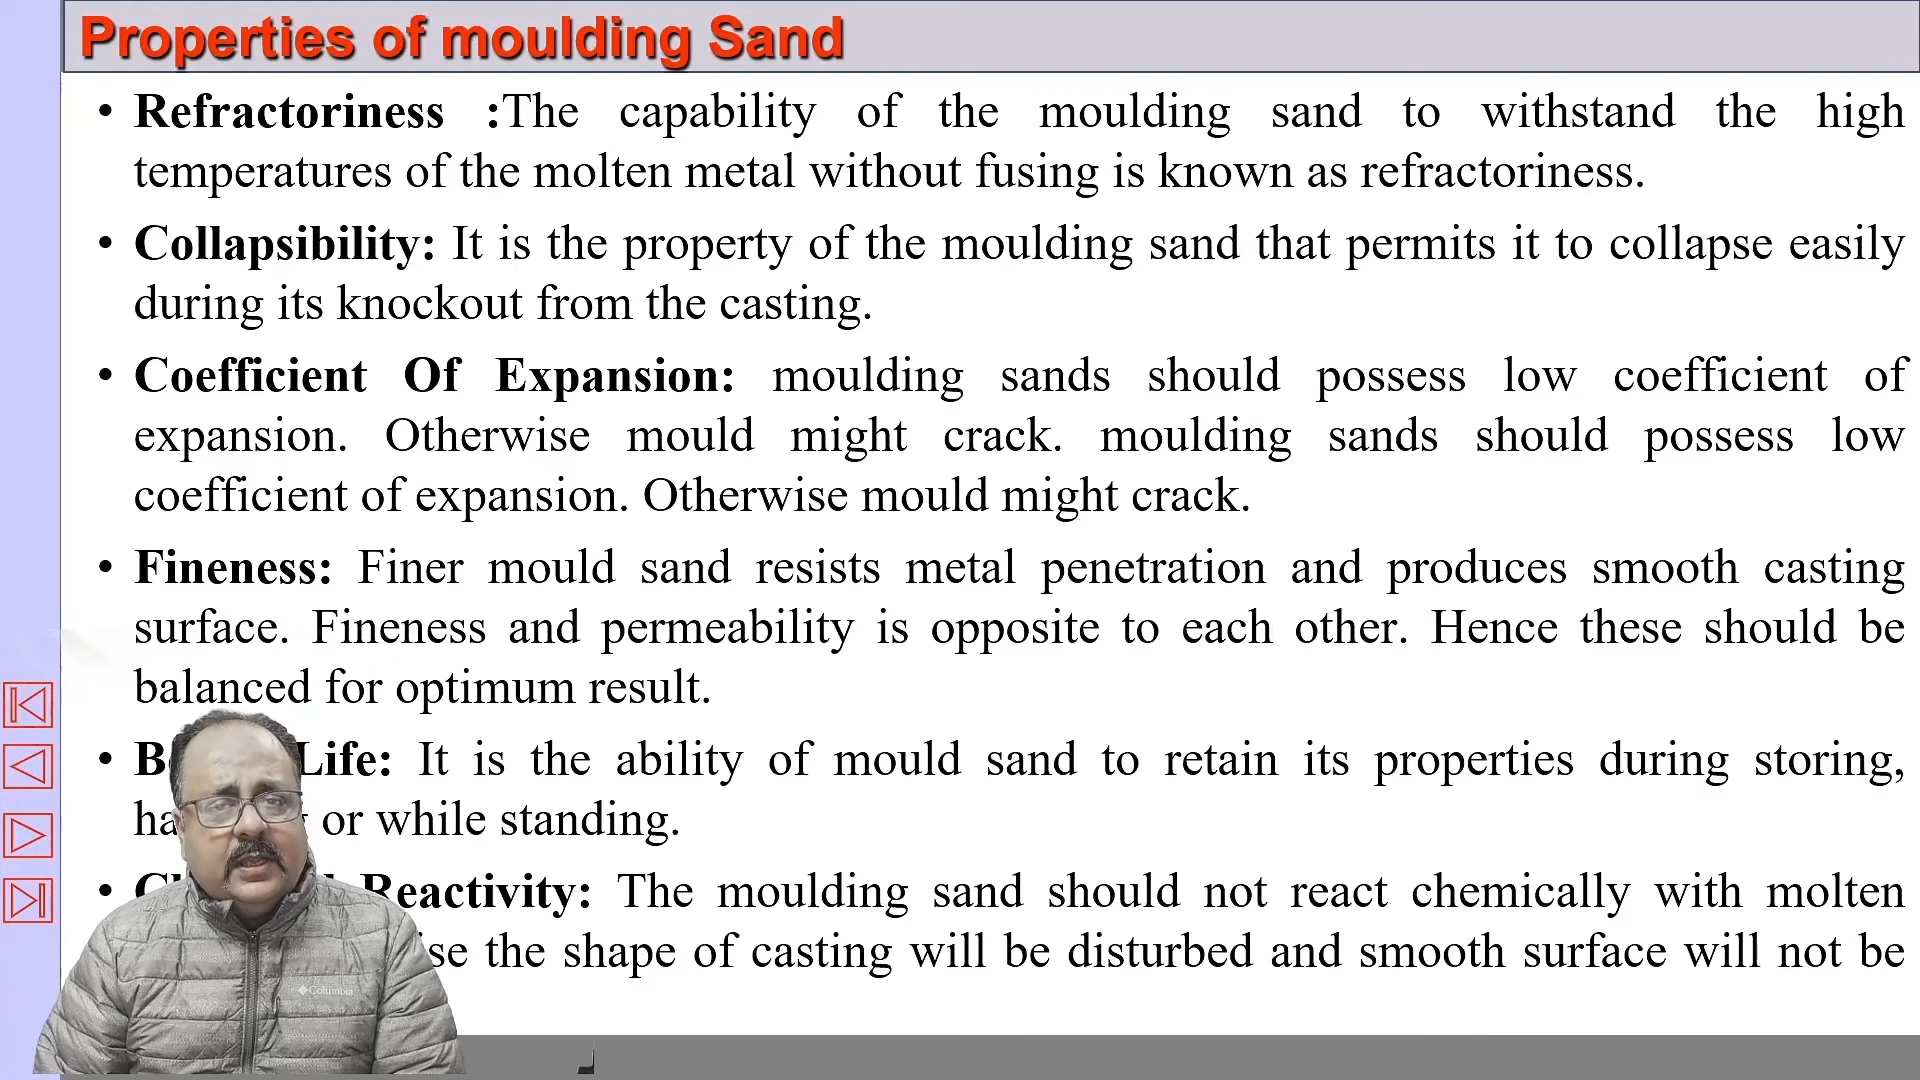 Properties of moulding Sand
• Refractoriness :The capability of the moulding sand to withstand the high
temperatures of the molten metal without fusing is known as refractoriness.
• Collapsibility: It is the property of the moulding sand that permits it to collapse easily
during its knockout from the casting.
• Coefficient Of Expansion: moulding sands should possess low coefficient of
expansion. Otherwise mould might crack. moulding sands should possess low
coefficient of expansion. Otherwise mould might crack.
• Fineness: Finer mould sand resists metal penetration and produces smooth casting
surface. Fineness and permeability is opposite to each other. Hence these should be
balanced for optimum result.
• Life: It is the ability of mould sand to retain its properties during storing,
or while standing.
• Reactivity: The moulding sand should not react chemically with molten
the shape of casting will be disturbed and smooth surface will not be
Columbia